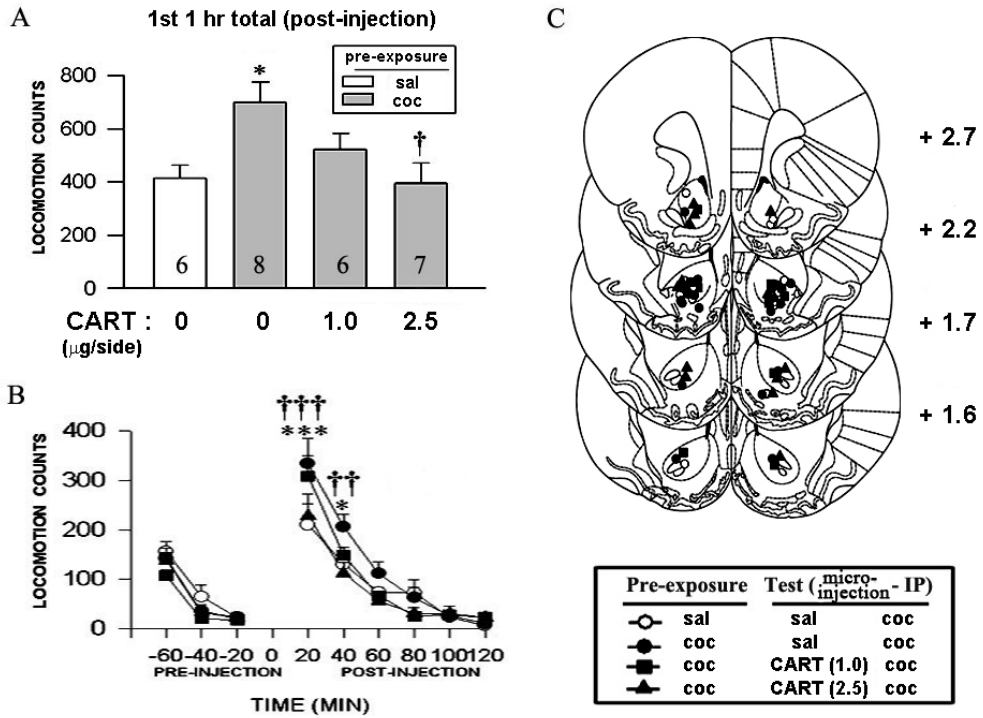 A
1st 1 hr total (post-injection)
pre-exposure
sal
coc
LOCOMOTION COUNTS
800
600
400
200
0
*
†
6
8
6
7
CART : 0 0 1.0 2.5
(μg/side)
B
LOCOMOTION COUNTS
400
300
200
100
0
†††
***
††
*
-60 -40 -20 0 20 40 60 80 100 120
PRE-INJECTION POST-INJECTION
TIME (MIN)
C
+ 2.7
+ 2.2
+ 1.7
+ 1.6
Pre-exposure Test (micro-injection - IP)
sal sal coc
coc sal coc
coc CART (1.0) coc
coc CART (2.5) coc